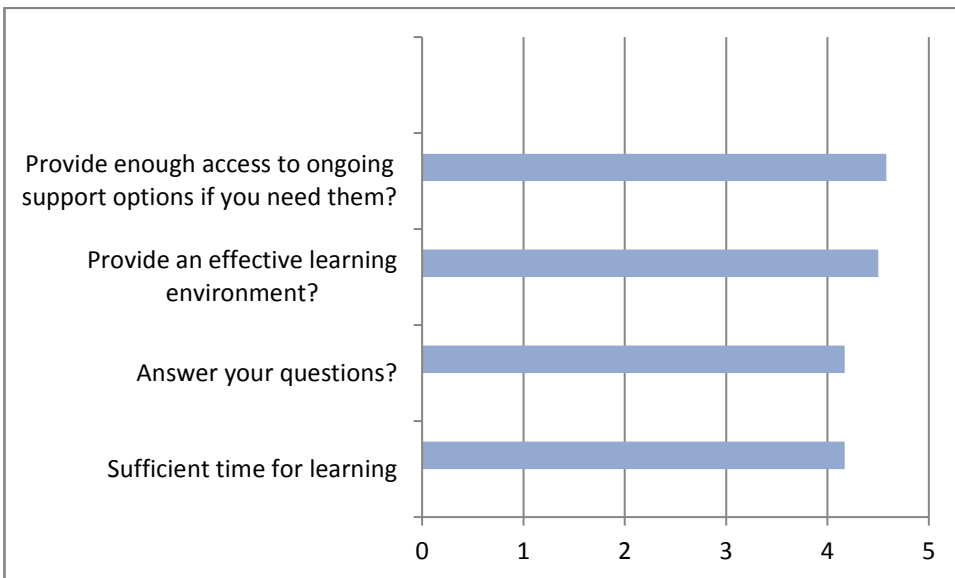 Provide enough access to ongoing
support options if you need them?
Provide an effective learning
environment?
Answer your questions?
Sufficient time for learning
0 1 2 3 4 5